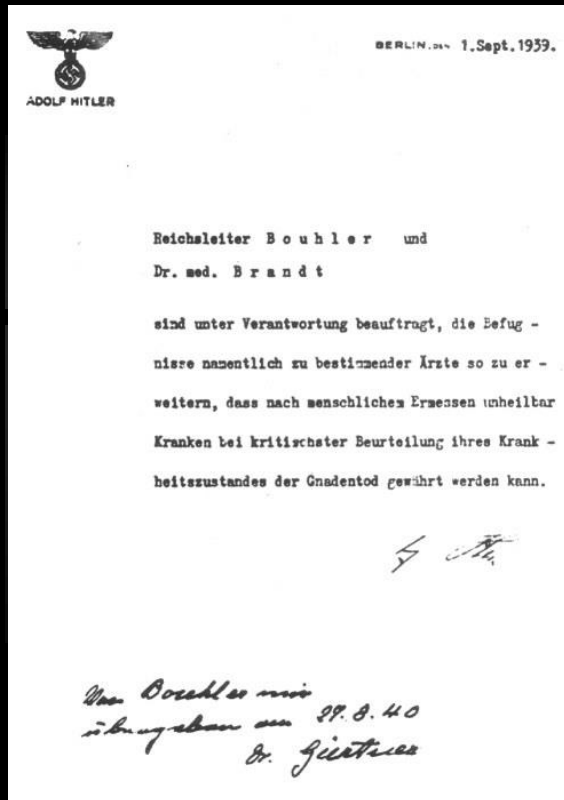 BERLIN, DEN 1.Sept.1939.
ADOLF HITLER
Reichsleiter B o u h l e r und
Dr. med. B r a n d t
sind unter Verantwortung beauftragt, die Befug -
nisse namentlich zu bestimmender Ärzte so zu er -
weitern, dass nach menschlichem Ermessen unheilbar
Kranken bei kritischster Beurteilung ihres Krank -
heitszustandes der Gnadentod gewährt werden kann.
Von Bouhler mir
übergeben am 27.8.40
Dr. Gürtner